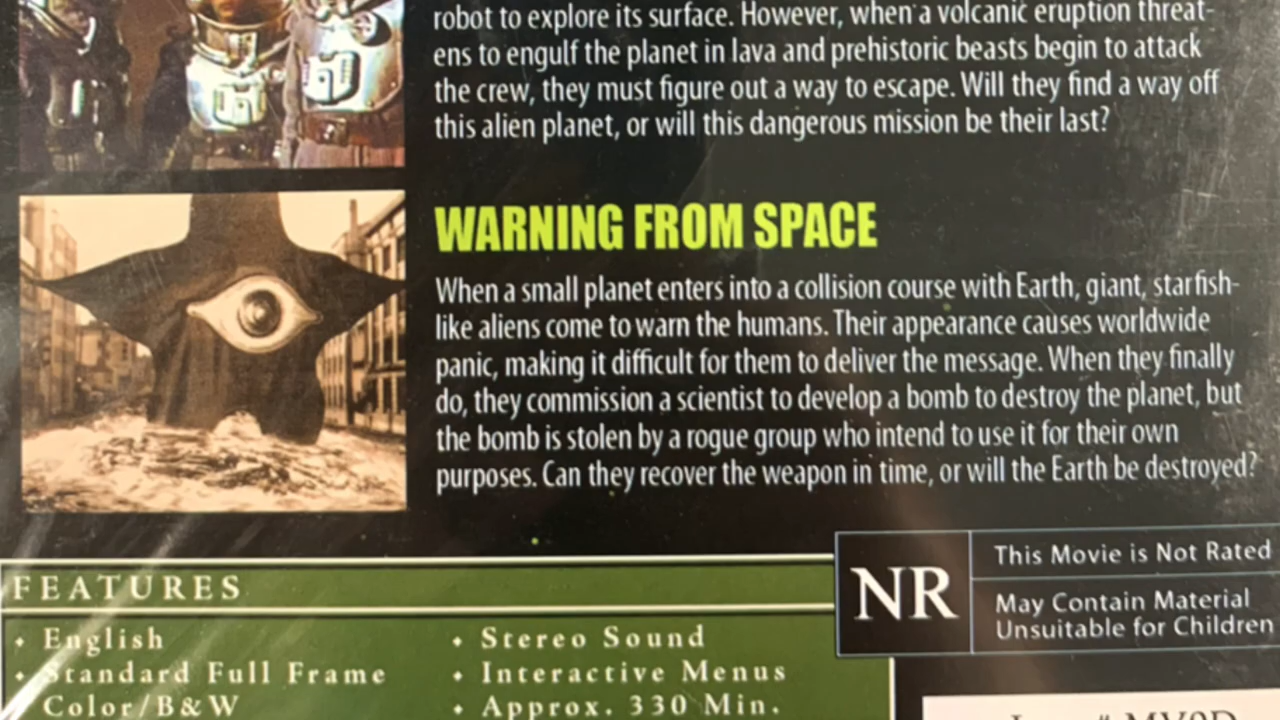 robot to explore its surface. However, when a volcanic eruption threat-
ens to engulf the planet in lava and prehistoric beasts begin to attack
the crew, they must figure out a way to escape. Will they find a way off
this alien planet, or will this dangerous mission be their last?
WARNING FROM SPACE
When a small planet enters into a collision course with Earth, giant, starfish-
like aliens come to warn the humans. Their appearance causes worldwide
panic, making it difficult for them to deliver the message. When they finally
do, they commission a scientist to develop a bomb to destroy the planet, but
the bomb is stolen by a rogue group who intend to use it for their own
purposes. Can they recover the weapon in time, or will the Earth be destroyed?
NR
This Movie is Not Rated
May Contain Material
Unsuitable for Children
FEATURES
• English
• Standard Full Frame
• Color/B&W
• Stereo Sound
• Interactive Menus
• Approx. 330 Min.